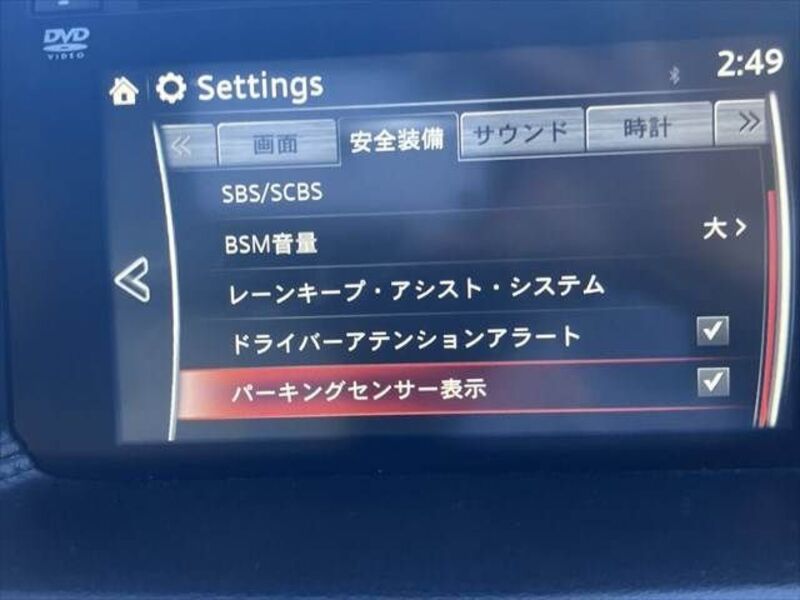 DVD
VIDEO
Settings
2:49
画面
安全装備
サウンド
時計
SBS/SCBS
BSM音量
大
レーンキープ・アシスト・システム
ドライバーアテンションアラート
パーキングセンサー表示